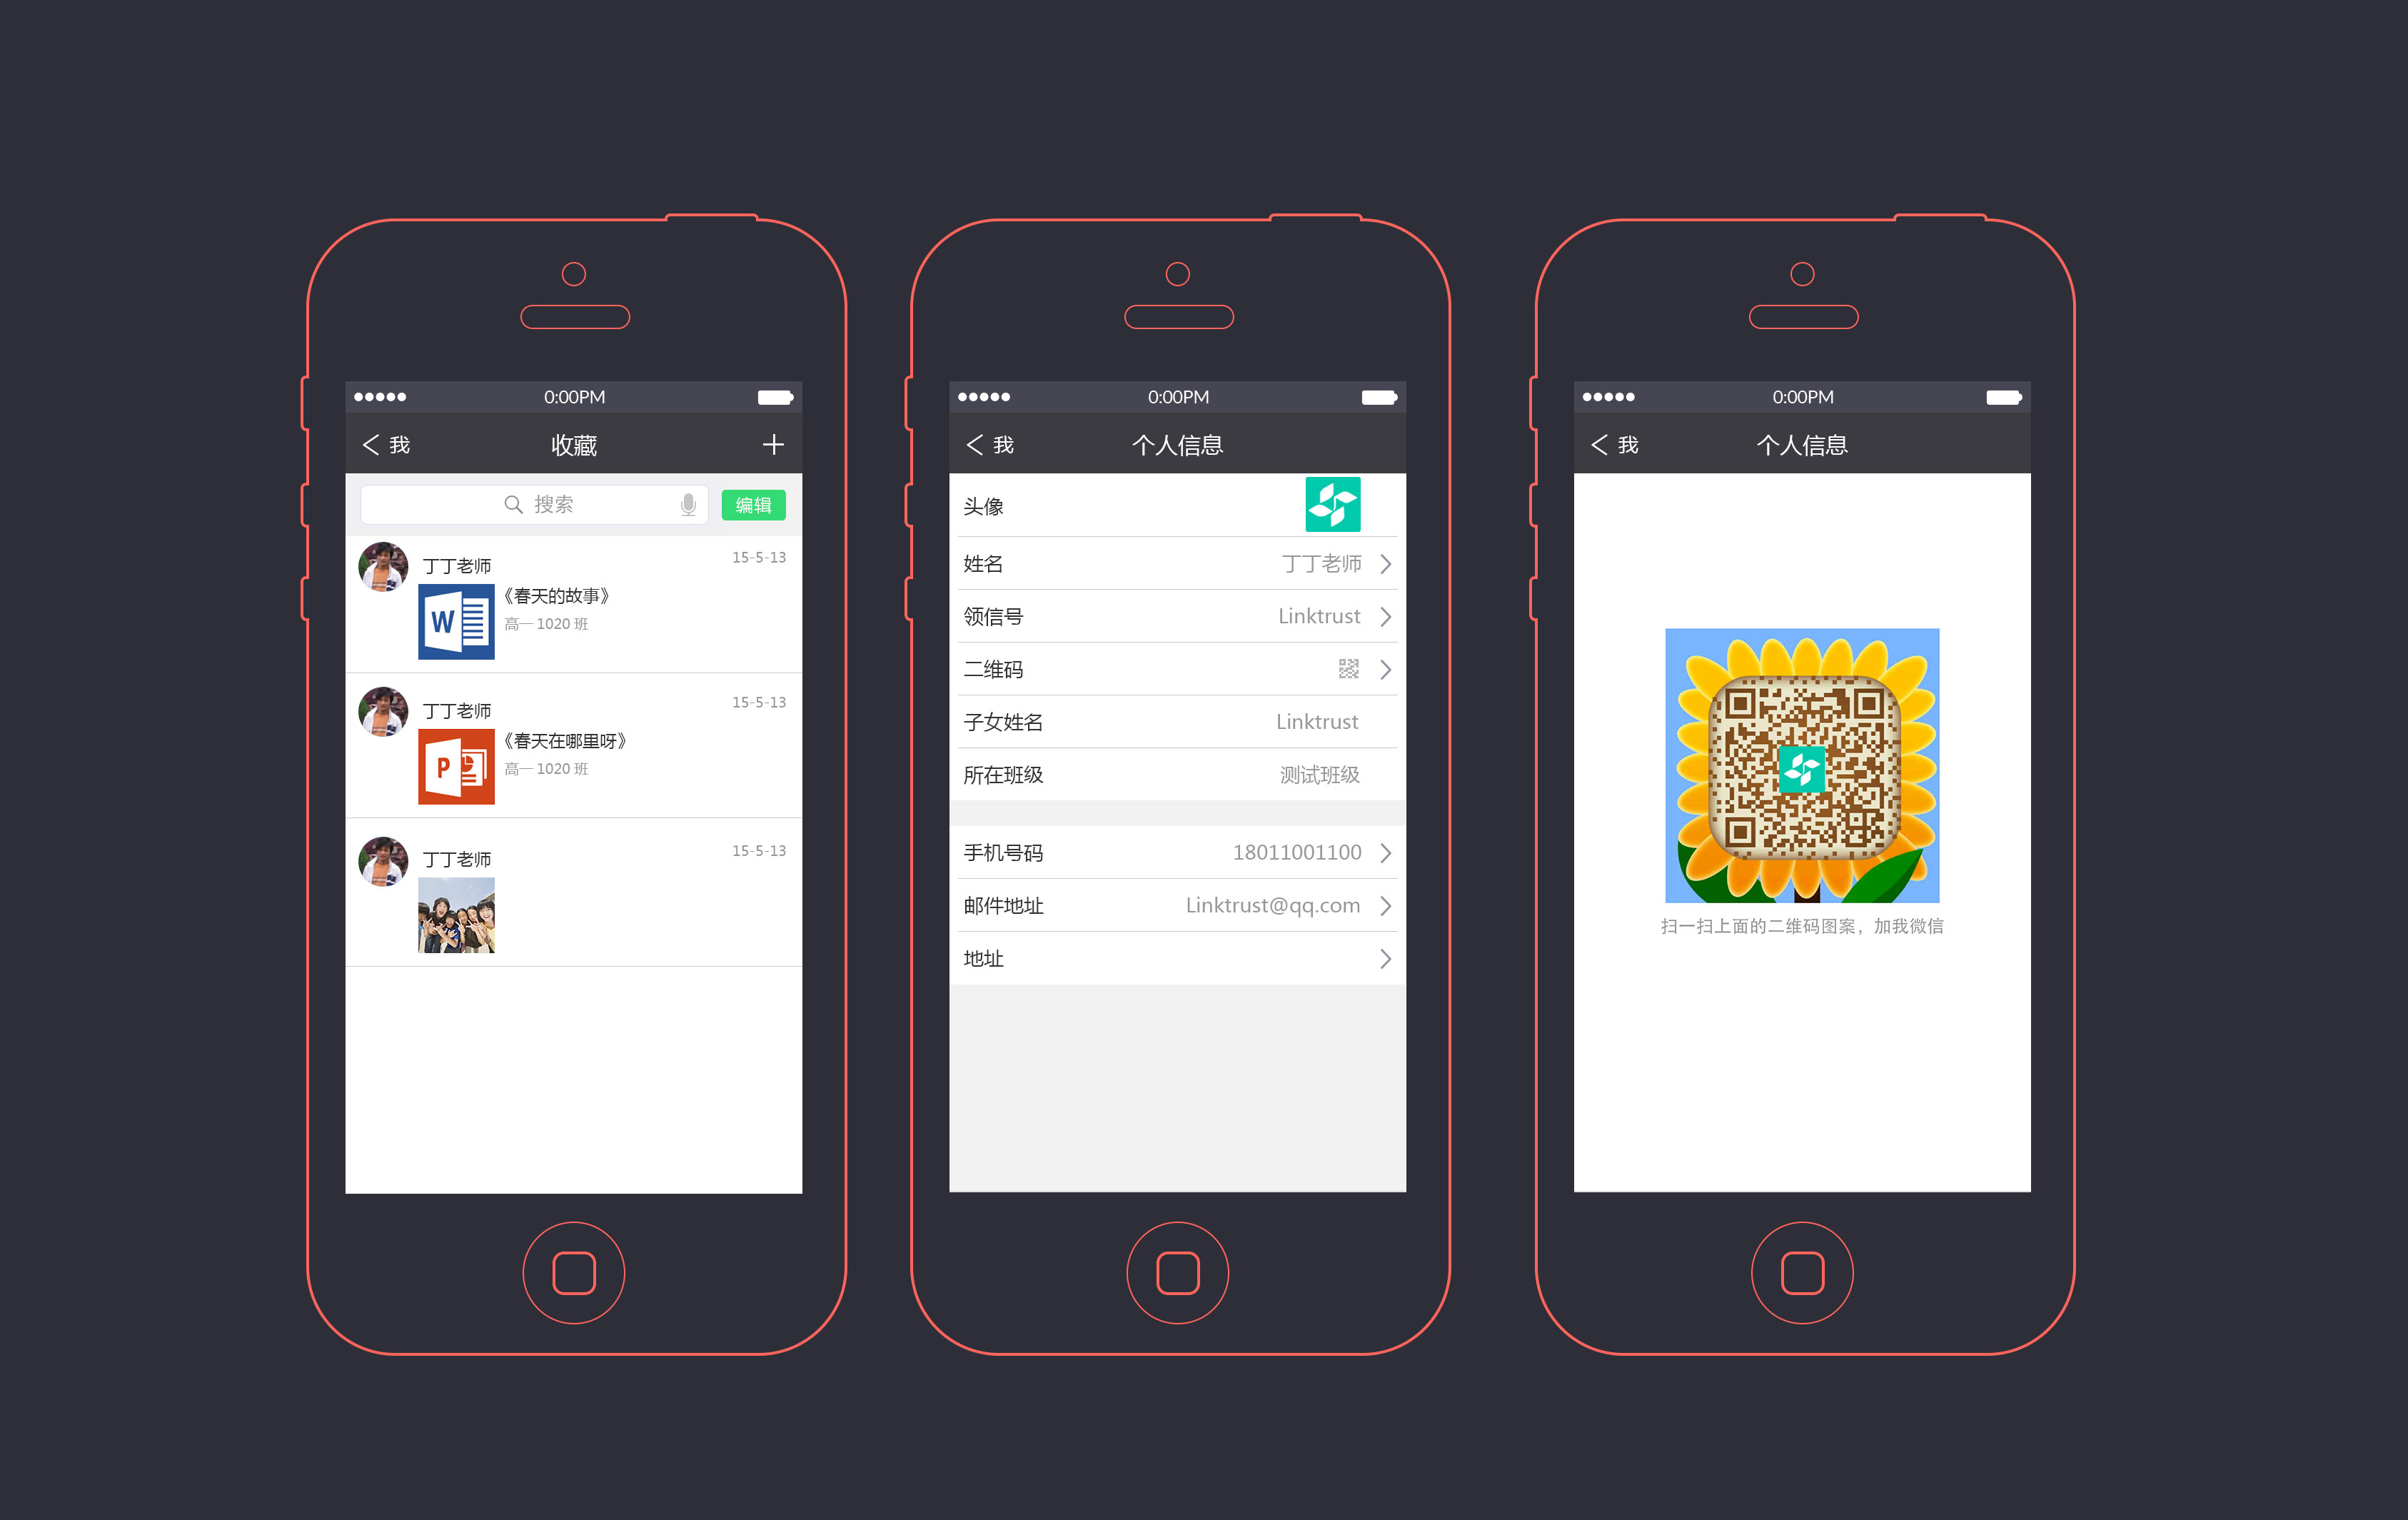 0:00PM
我
收藏
搜索
编辑
丁丁老师
15-5-13
W
《春天的故事》
高一 1020 班
丁丁老师
15-5-13
P
《春天在哪里呀》
高一 1020 班
丁丁老师
15-5-13
0:00PM
我
个人信息
头像
姓名
丁丁老师
领信号
Linktrust
二维码
子女姓名
Linktrust
所在班级
测试班级
手机号码
18011001100
邮件地址
Linktrust@qq.com
地址
0:00PM
我
个人信息
扫一扫上面的二维码图案，加我微信